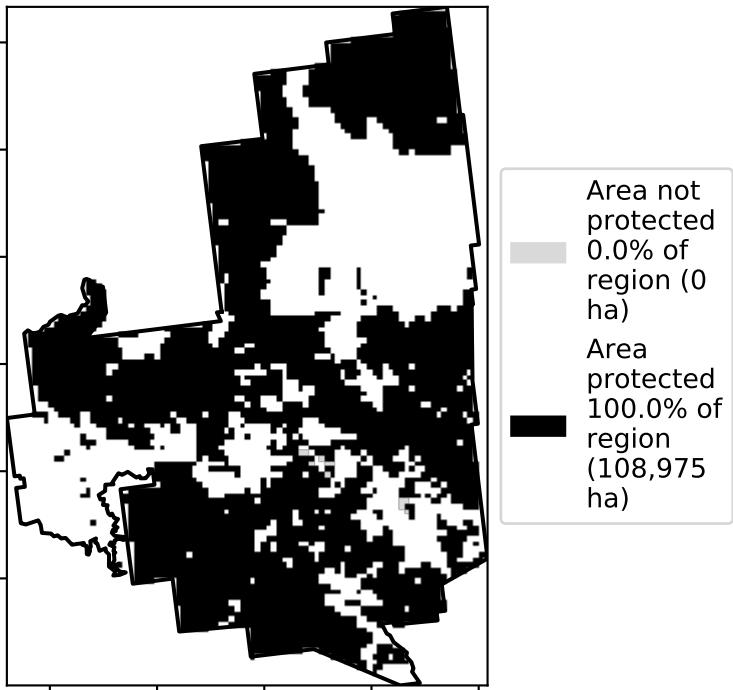 Area not
protected
0.0% of
region (0
ha)
Area
protected
100.0% of
region
(108,975
ha)